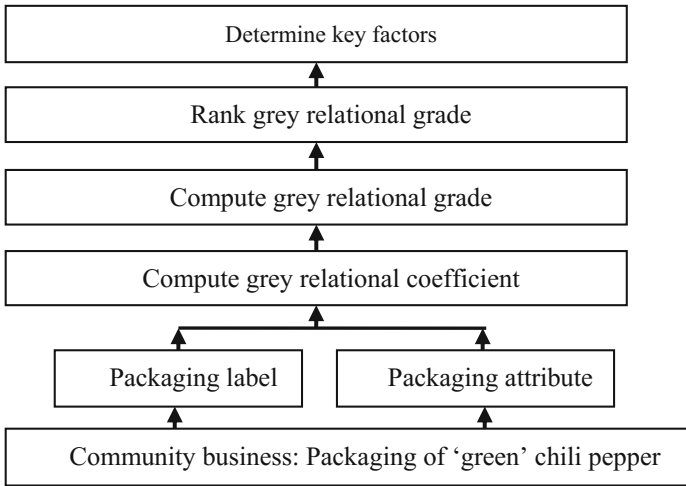 Determine key factors
Rank grey relational grade
Compute grey relational grade
Compute grey relational coefficient
Packaging label
Packaging attribute
Community business: Packaging of ‘green’ chili pepper